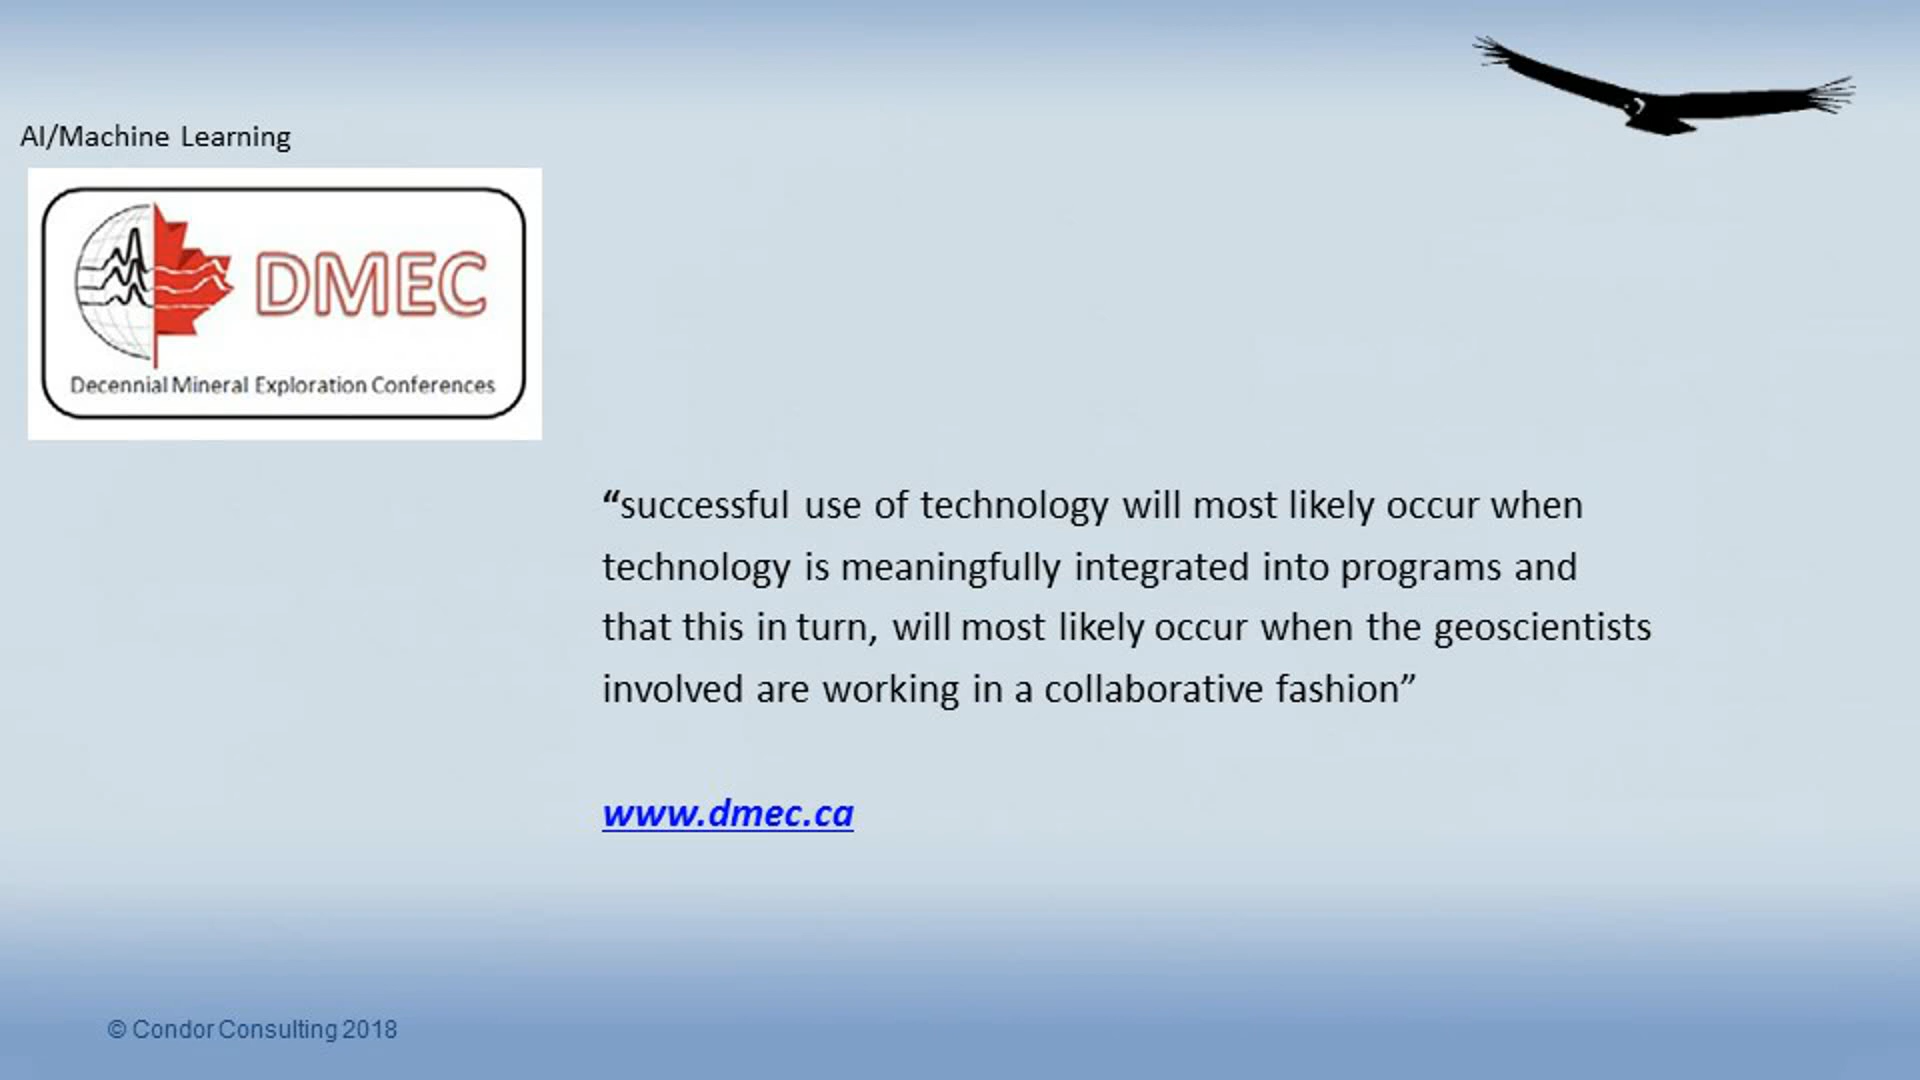 AI/Machine Learning
DMEC
Decennial Mineral Exploration Conferences
“successful use of technology will most likely occur when
technology is meaningfully integrated into programs and
that this in turn, will most likely occur when the geoscientists
involved are working in a collaborative fashion”
www.dmec.ca
© Condor Consulting 2018